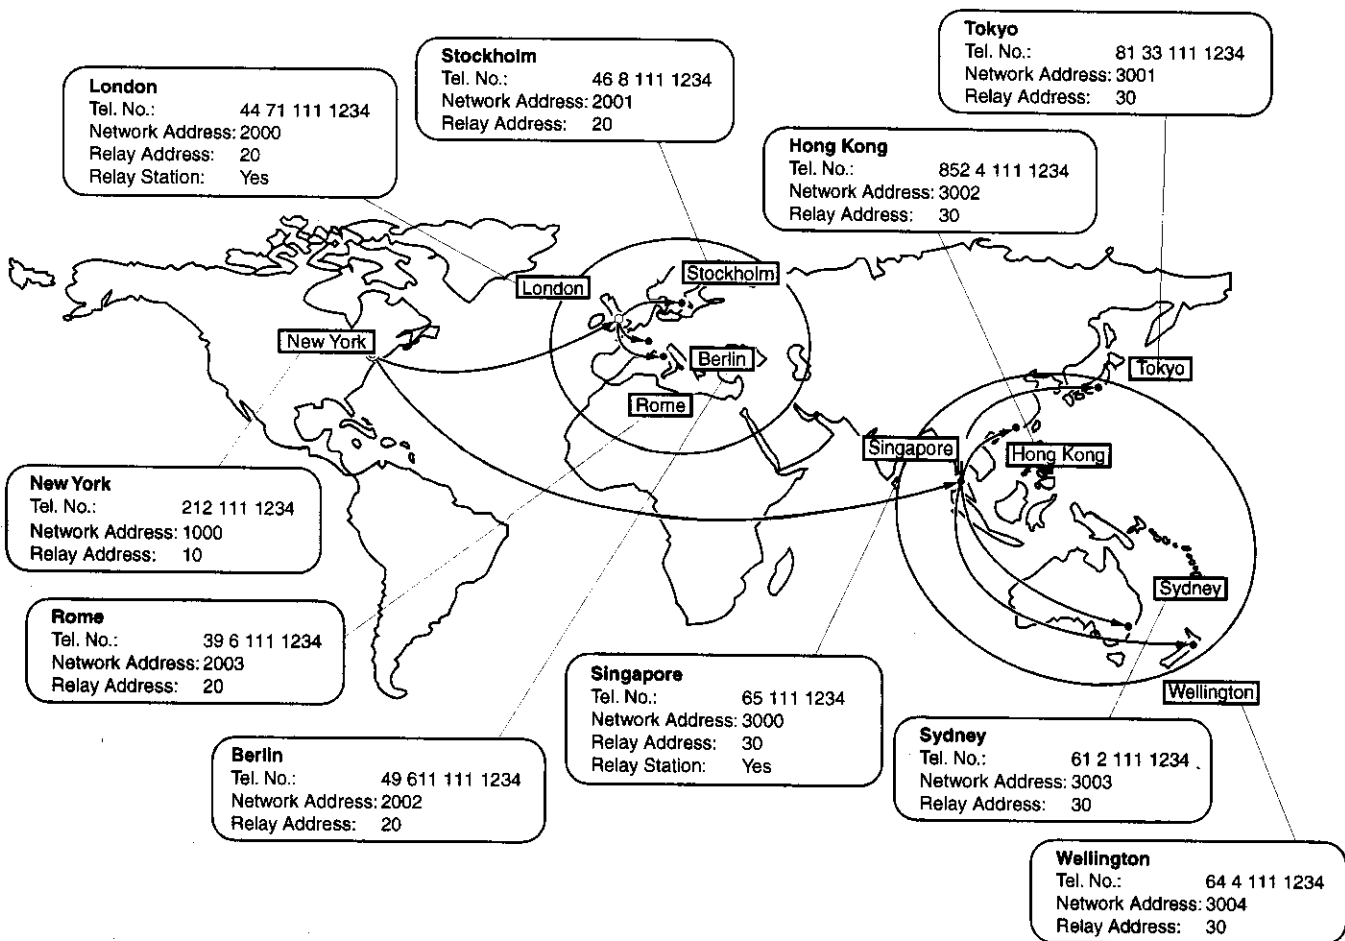 Tokyo
Tel. No.: 81 33 111 1234
Network Address: 3001
Relay Address: 30
Stockholm
Tel. No.: 46 8 111 1234
Network Address: 2001
Relay Address: 20
London
Tel. No.: 44 71 111 1234
Network Address: 2000
Relay Address: 20
Relay Station: Yes
Hong Kong
Tel. No.: 852 4 111 1234
Network Address: 3002
Relay Address: 30
Stockholm
London
New York
Berlin
Tokyo
Rome
Singapore
Hong Kong
New York
Tel. No.: 212 111 1234
Network Address: 1000
Relay Address: 10
Sydney
Rome
Tel. No.: 39 6 111 1234
Network Address: 2003
Relay Address: 20
Singapore
Tel. No.: 65 111 1234
Network Address: 3000
Relay Address: 30
Relay Station: Yes
Wellington
Berlin
Tel. No.: 49 611 111 1234
Network Address: 2002
Relay Address: 20
Sydney
Tel. No.: 61 2 111 1234
Network Address: 3003
Relay Address: 30
Wellington
Tel. No.: 64 4 111 1234
Network Address: 3004
Relay Address: 30